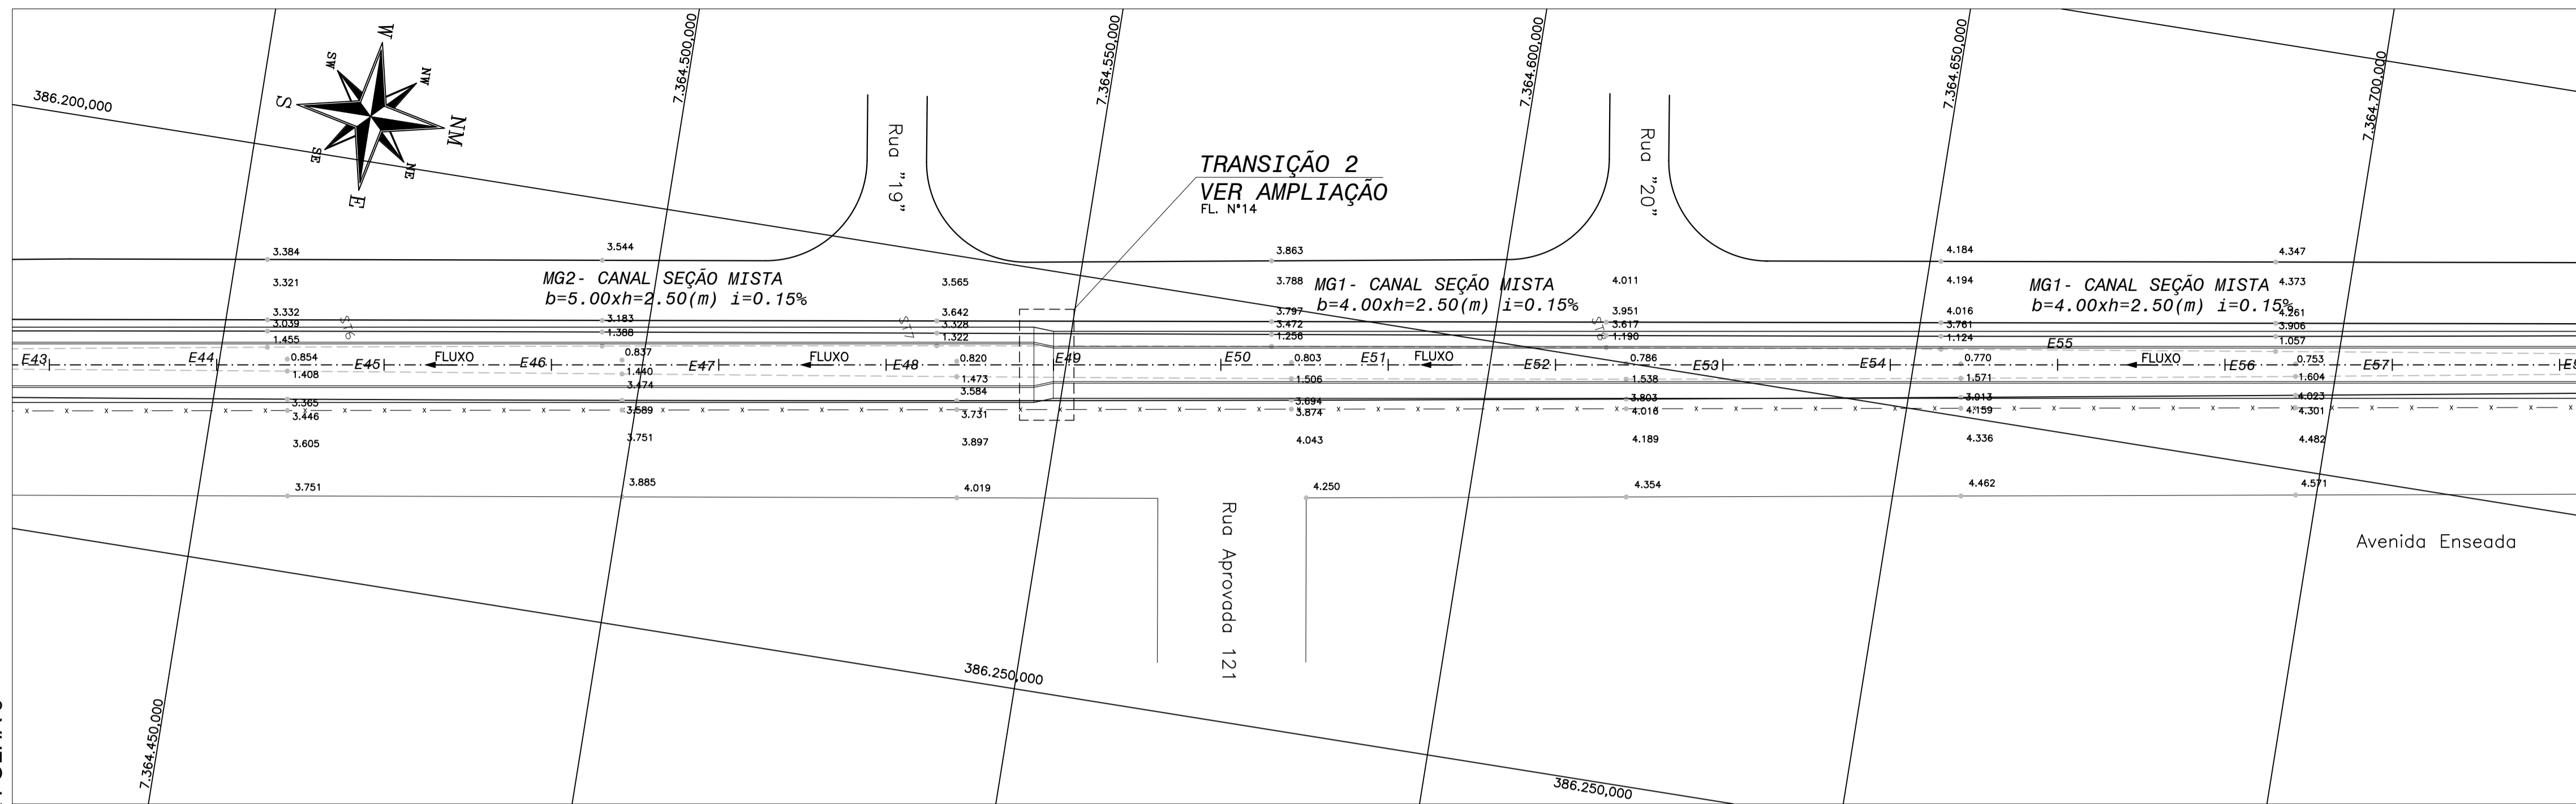 386.200,000
W
NW
NM
NE
E
SE
S
SW
7.364.500,000
7.364.550,000
7.364.600,000
7.364.650,000
7.364.700,000
Rua "19"
Rua "20"
TRANSIÇÃO 2
VER AMPLIAÇÃO
FL. N°14
3.384
3.544
3.863
4.184
4.347
MG2- CANAL SEÇÃO MISTA
b=5.00xh=2.50(m) i=0.15%
MG1- CANAL SEÇÃO MISTA
b=4.00xh=2.50(m) i=0.15%
MG1- CANAL SEÇÃO MISTA
b=4.00xh=2.50(m) i=0.15%
3.321
3.565
3.788
4.011
4.194
4.373
3.332
3.183
3.642
3.797
3.951
4.016
4.261
3.039
1.388
3.328
3.472
3.617
3.761
3.906
1.455
1.322
1.256
1.190
1.124
1.057
ST6
ST7
ST8
E43
E44
0.854
E45
FLUXO
E46
0.837
E47
FLUXO
E48
0.820
E49
E50
0.803
E51
FLUXO
E52
0.786
E53
E54
0.770
E55
FLUXO
E56
0.753
E57
1.408
1.440
1.473
1.506
1.538
1.571
1.604
3.365
3.474
3.584
3.694
3.803
3.913
4.023
3.446
3.589
3.731
3.874
4.016
4.159
4.301
3.605
3.751
3.897
4.043
4.189
4.336
4.482
3.751
3.885
4.019
4.250
4.354
4.462
4.571
Rua Aprovada 121
Avenida Enseada
386.250,000
386.250,000
7.364.450,000